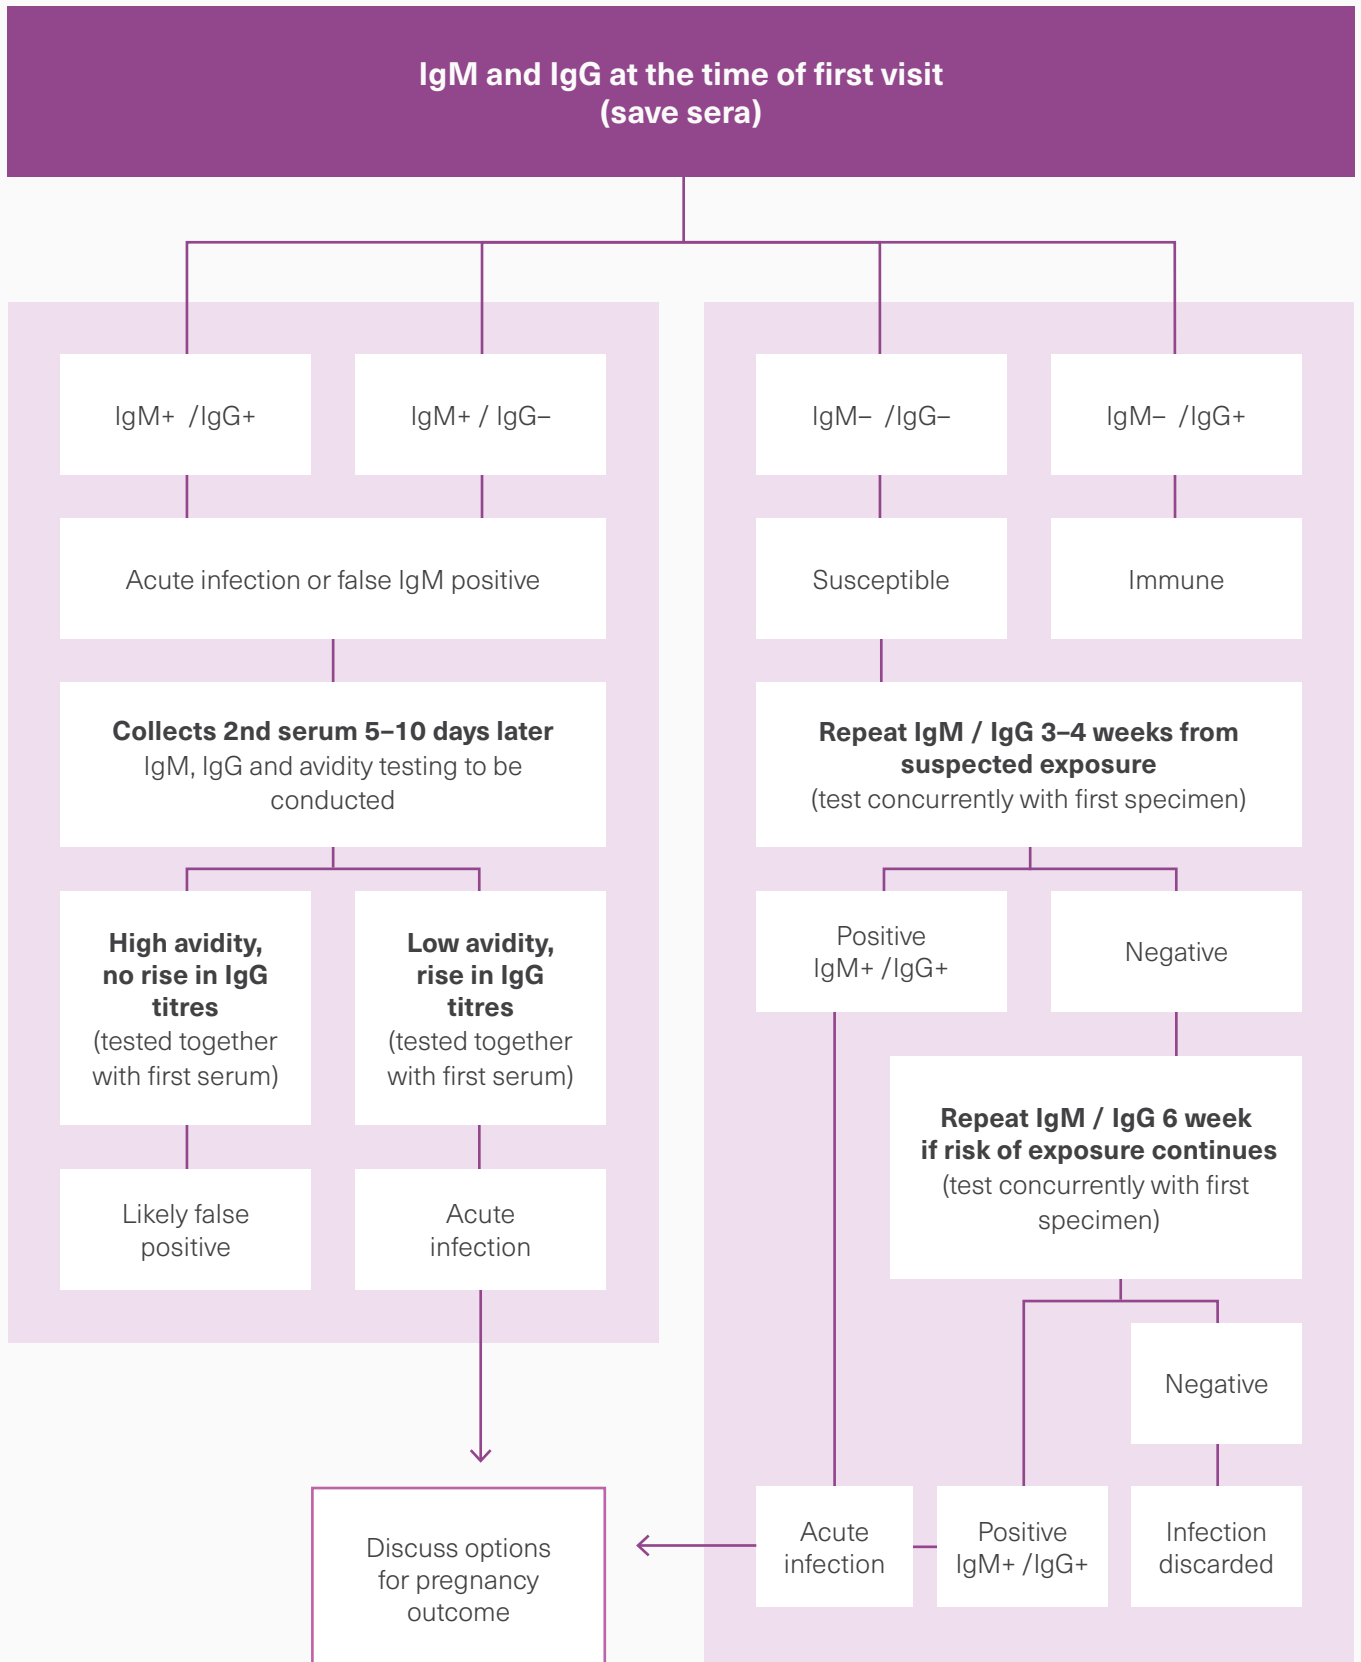 IgM and IgG at the time of first visit
(save sera)
IgM+ /IgG+
IgM+ / IgG–
IgM– /IgG–
IgM– /IgG+
Acute infection or false IgM positive
Susceptible
Immune
Collects 2nd serum 5–10 days later
IgM, IgG and avidity testing to be
conducted
Repeat IgM / IgG 3–4 weeks from
suspected exposure
(test concurrently with first specimen)
High avidity,
no rise in IgG
titres
(tested together
with first serum)
Low avidity,
rise in IgG
titres
(tested together
with first serum)
Positive
IgM+ /IgG+
Negative
Repeat IgM / IgG 6 week
if risk of exposure continues
(test concurrently with first
specimen)
Likely false
positive
Acute
infection
Negative
Discuss options
for pregnancy
outcome
Acute
infection
Positive
IgM+ /IgG+
Infection
discarded